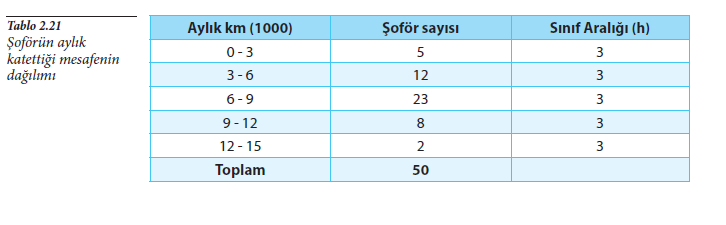 Tablo 2.21
Şoförün aylık
katettiği mesafenin
dağılımı
Aylık km (1000) Şoför sayısı Sınıf Aralığı (h)
0 - 3 5 3
3 - 6 12 3
6 - 9 23 3
9 - 12 8 3
12 - 15 2 3
Toplam 50